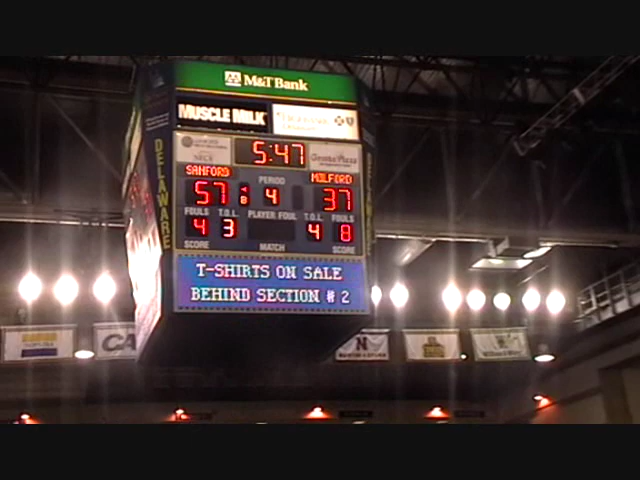 M&T Bank
MUSCLE MILK
5:47
SANFORD
PERIOD
MILFORD
57
4
37
FOULS T.O.L. PLAYER FOUL T.O.L. FOULS
4 3 4 8
SCORE MATCH SCORE
T-SHIRTS ON SALE
BEHIND SECTION # 2
DELAWARE
CA
N